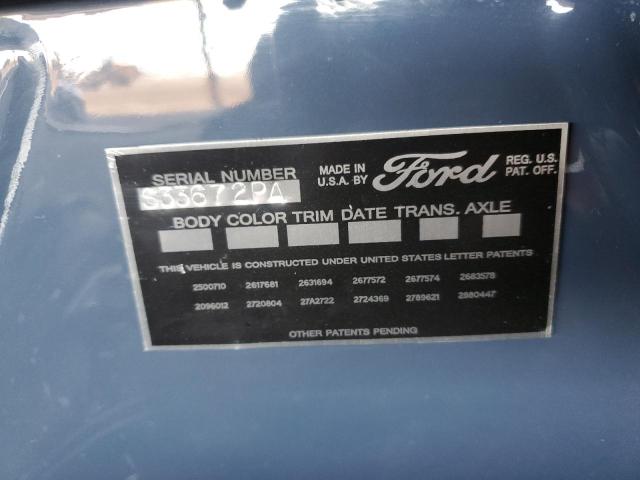 SERIAL NUMBER
S33672PA
MADE IN
U.S.A. BY
Ford
REG. U.S.
PAT. OFF.
BODY COLOR TRIM DATE TRANS. AXLE
THIS VEHICLE IS CONSTRUCTED UNDER UNITED STATES LETTER PATENTS
2500710 2617681 2631694 2677572 2677574 2683578
2096012 2720804 27A2722 2724369 2789621 2880447
OTHER PATENTS PENDING